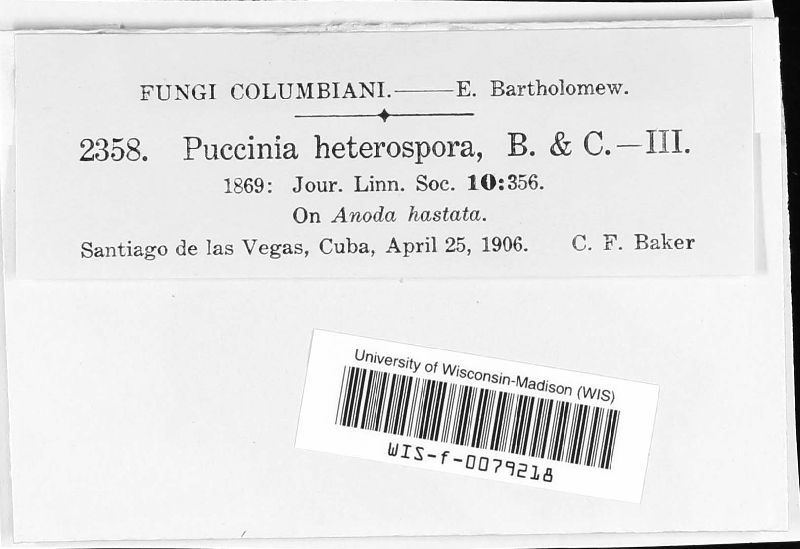 FUNGI COLUMBIANI.——E. Bartholomew.
2358. Puccinia heterospora, B. & C.—III.
1869: Jour. Linn. Soc. 10:356.
On Anoda hastata.
Santiago de las Vegas, Cuba, April 25, 1906. C. F. Baker
University of Wisconsin-Madison (WIS)
WIS-f-0079218